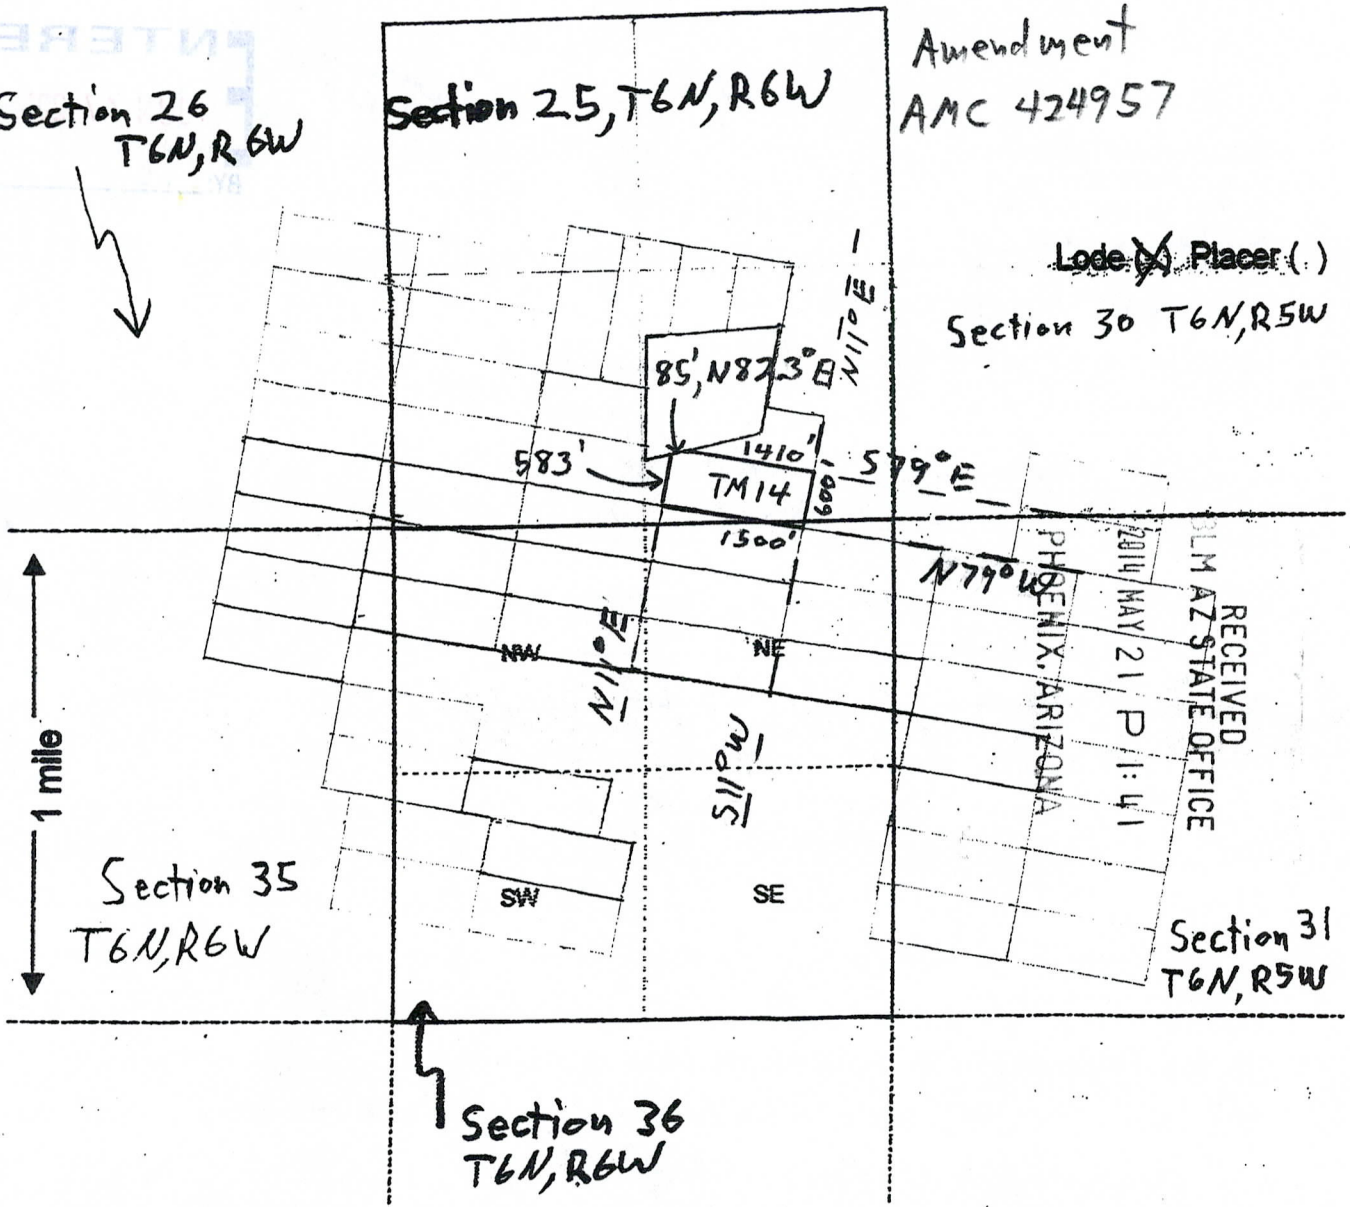 Section 26
T6N, R6W
Section 25, T6N, R6W
Amendment
AMC 424957
Lode (X) Placer ( )
Section 30 T6N, R5W
N11°E
85', N82.3°E
583'
1410'
TM14
600'
S79°E
1500'
N79°W
N11°E
NW
NE
S11°W
1 mile
RECEIVED
BLM AZ STATE OFFICE
2014 MAY 21 P 1:41
PHOENIX, ARIZONA
Section 35
T6N, R6W
SW
SE
Section 31
T6N, R5W
Section 36
T6N, R6W